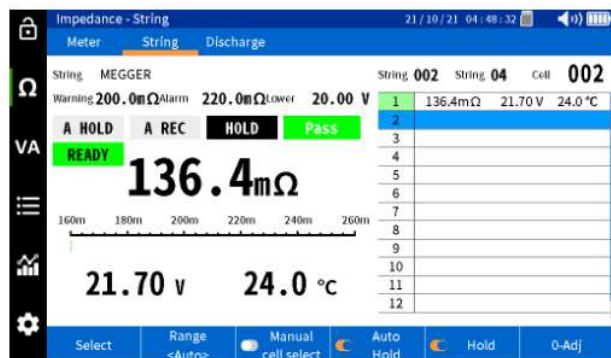 Impedance - String 21/10/21 04:48:32
Meter String Discharge
String MEGGER
String 002 String 04 Cell 002
Warning 200.0mΩ Alarm 220.0mΩ Lower 20.00 V
A HOLD A REC HOLD Pass
READY
136.4mΩ
160m 180m 200m 220m 240m 260m
21.70 V 24.0 °C
1 136.4mΩ 21.70 V 24.0 °C
2
3
4
5
6
7
8
9
10
11
12
Ω
VA
Select
Range
<Auto>
Manual
cell select
Auto
Hold
Hold
0-Adj